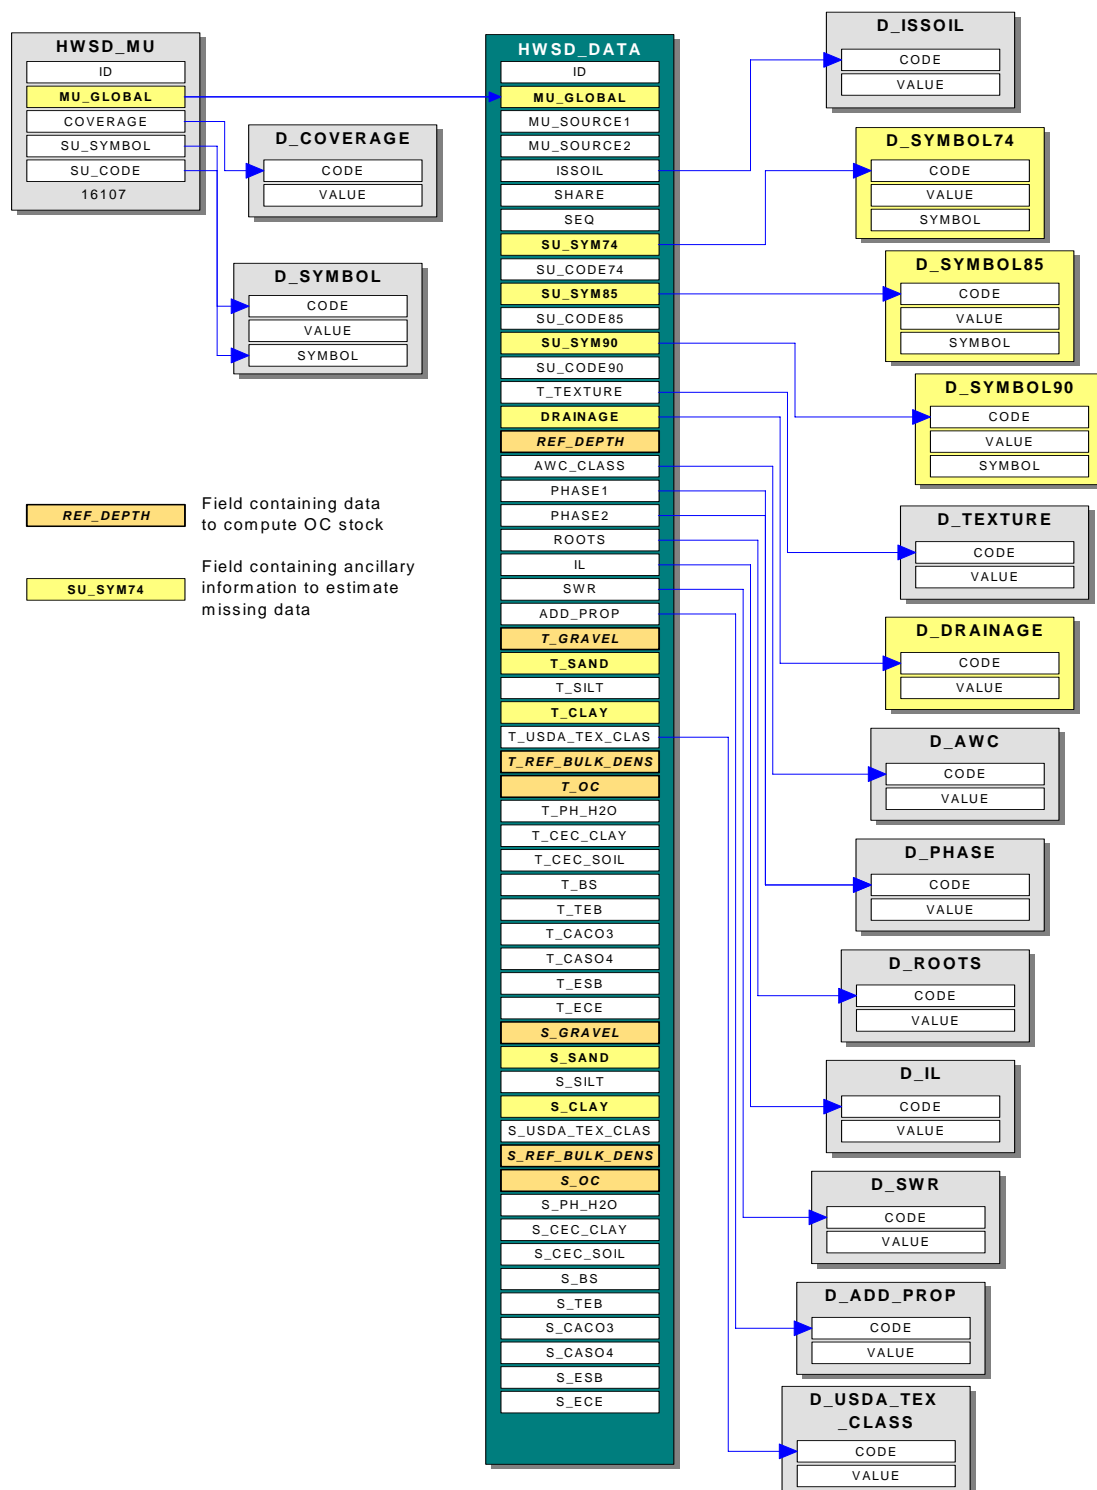 HWSD_MU
ID
MU_GLOBAL
COVERAGE
SU_SYMBOL
SU_CODE
16107
D_COVERAGE
CODE
VALUE
D_SYMBOL
CODE
VALUE
SYMBOL
REF_DEPTH
Field containing data
to compute OC stock
SU_SYM74
Field containing ancillary
information to estimate
missing data
HWSD_DATA
ID
MU_GLOBAL
MU_SOURCE1
MU_SOURCE2
ISSOIL
SHARE
SEQ
SU_SYM74
SU_CODE74
SU_SYM85
SU_CODE85
SU_SYM90
SU_CODE90
T_TEXTURE
DRAINAGE
REF_DEPTH
AWC_CLASS
PHASE1
PHASE2
ROOTS
IL
SWR
ADD_PROP
T_GRAVEL
T_SAND
T_SILT
T_CLAY
T_USDA_TEX_CLAS
T_REF_BULK_DENS
T_OC
T_PH_H2O
T_CEC_CLAY
T_CEC_SOIL
T_BS
T_TEB
T_CACO3
T_CASO4
T_ESB
T_ECE
S_GRAVEL
S_SAND
S_SILT
S_CLAY
S_USDA_TEX_CLAS
S_REF_BULK_DENS
S_OC
S_PH_H2O
S_CEC_CLAY
S_CEC_SOIL
S_BS
S_TEB
S_CACO3
S_CASO4
S_ESB
S_ECE
D_ISSOIL
CODE
VALUE
D_SYMBOL74
CODE
VALUE
SYMBOL
D_SYMBOL85
CODE
VALUE
SYMBOL
D_SYMBOL90
CODE
VALUE
SYMBOL
D_TEXTURE
CODE
VALUE
D_DRAINAGE
CODE
VALUE
D_AWC
CODE
VALUE
D_PHASE
CODE
VALUE
D_ROOTS
CODE
VALUE
D_IL
CODE
VALUE
D_SWR
CODE
VALUE
D_ADD_PROP
CODE
VALUE
D_USDA_TEX
_CLASS
CODE
VALUE